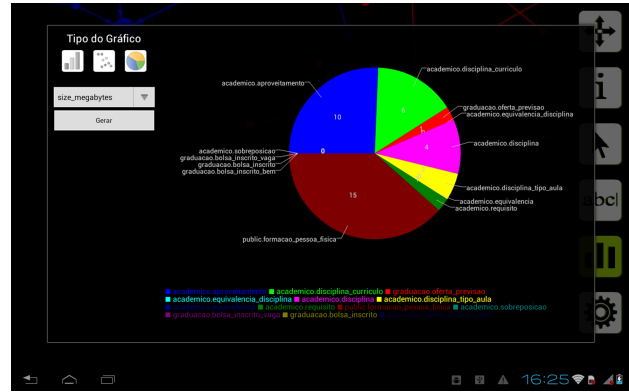 Tipo do Gráfico
size_megabytes
Gerar
academico.disciplina_curriculo
academico.aproveitamento
graduacao.oferta_previsao
academico.equivalencia_disciplina
academico.disciplina
academico.disciplina_tipo_aula
academico.equivalencia
academico.requisito
public.formacao_pessoa_fisica
academico.sobreposicao
graduacao.bolsa_inscrito_vaga
graduacao.bolsa_inscrito
graduacao.bolsa_inscrito_bem
10
6
1
4
0
15
academico.aproveitamento academico.disciplina_curriculo graduacao.oferta_previsao
academico.equivalencia_disciplina academico.disciplina academico.disciplina_tipo_aula
academico.requisito public.formacao_pessoa_fisica academico.sobreposicao
graduacao.bolsa_inscrito_vaga graduacao.bolsa_inscrito
i
abc
16:25